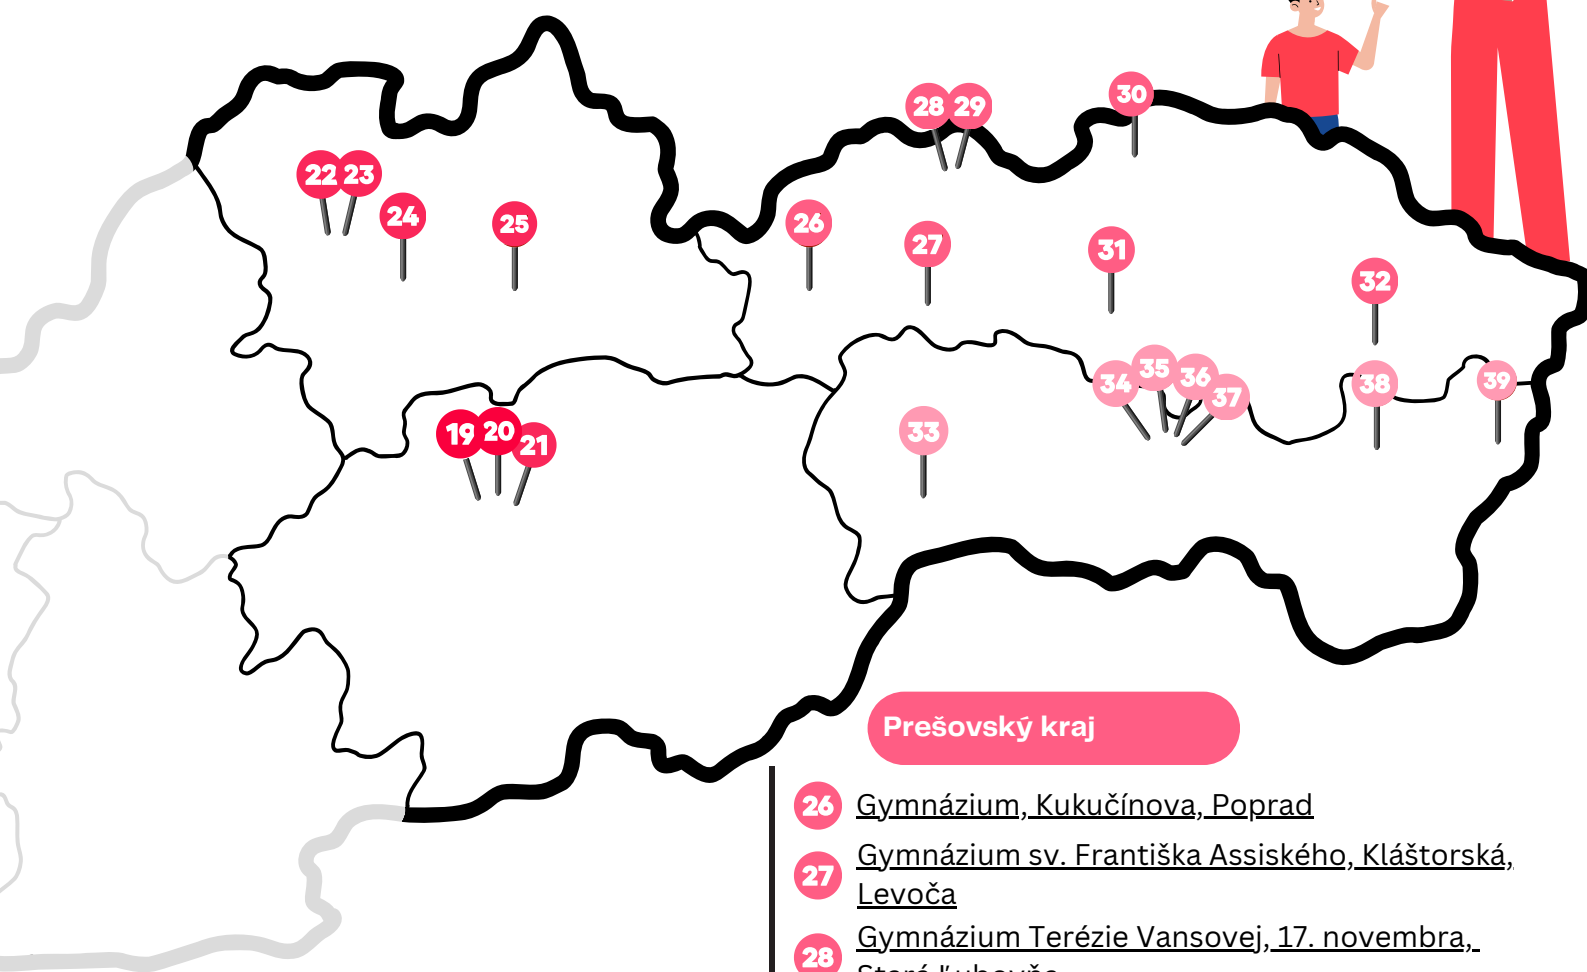 28 29 30
22 23
24 25 26 27 31
32
34 35 36 37 38 39
19 20 21 33
Prešovský kraj
26 Gymnázium, Kukučínova, Poprad
27 Gymnázium sv. Františka Assiského, Kláštorská,
Levoča
28 Gymnázium Terézie Vansovej, 17. novembra,